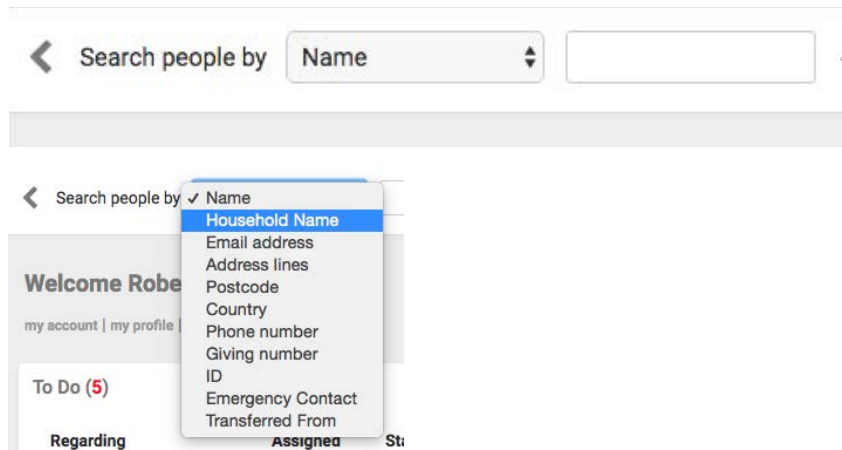 Search people by Name
Search people by ✓ Name
Household Name
Email address
Address lines
Postcode
Country
Phone number
Giving number
ID
Emergency Contact
Transferred From
Welcome Robe
my account | my profile |
To Do (5)
Regarding Assigned Sta